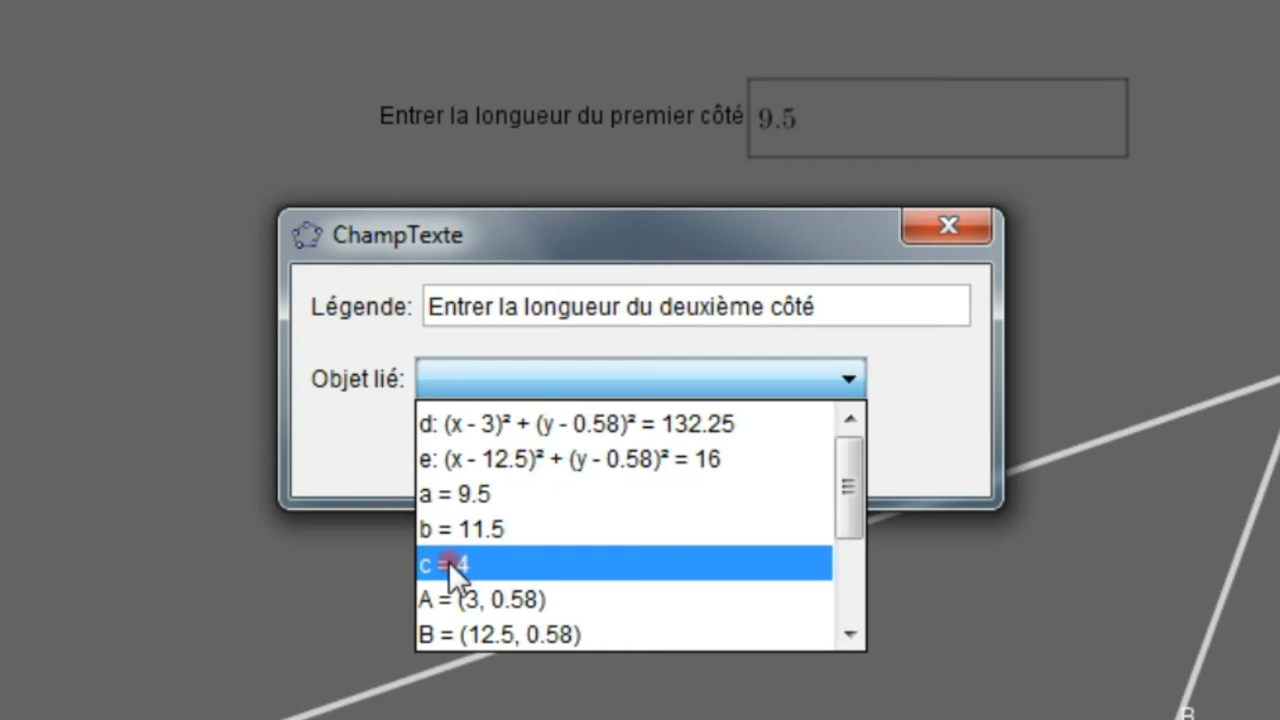 Entrer la longueur du premier côté 9.5
ChampTexte
Légende: Entrer la longueur du deuxième côté
Objet lié:
d: (x - 3)² + (y - 0.58)² = 132.25
e: (x - 12.5)² + (y - 0.58)² = 16
a = 9.5
b = 11.5
c = 4
A = (3, 0.58)
B = (12.5, 0.58)
B